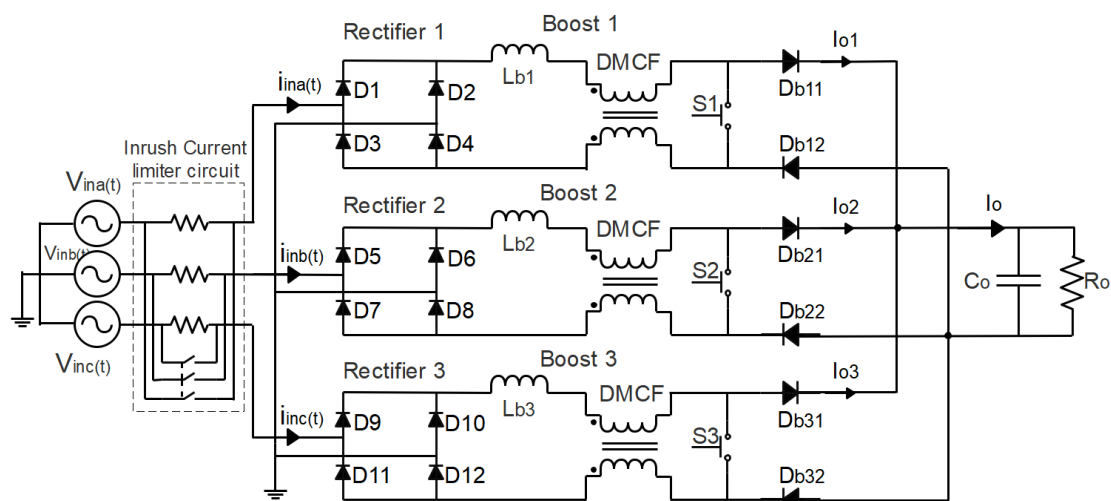 Rectifier 1
Boost 1
Lb1
DMCF
Io1
iina(t)
D1
D2
D3
D4
S1
Db11
Db12
Inrush Current
limiter circuit
Vina(t)
Vinb(t)
Vinc(t)
Rectifier 2
Boost 2
Lb2
DMCF
Io2
Io
iinb(t)
D5
D6
D7
D8
S2
Db21
Db22
Co
Ro
Rectifier 3
Boost 3
Lb3
DMCF
Io3
iinc(t)
D9
D10
D11
D12
S3
Db31
Db32